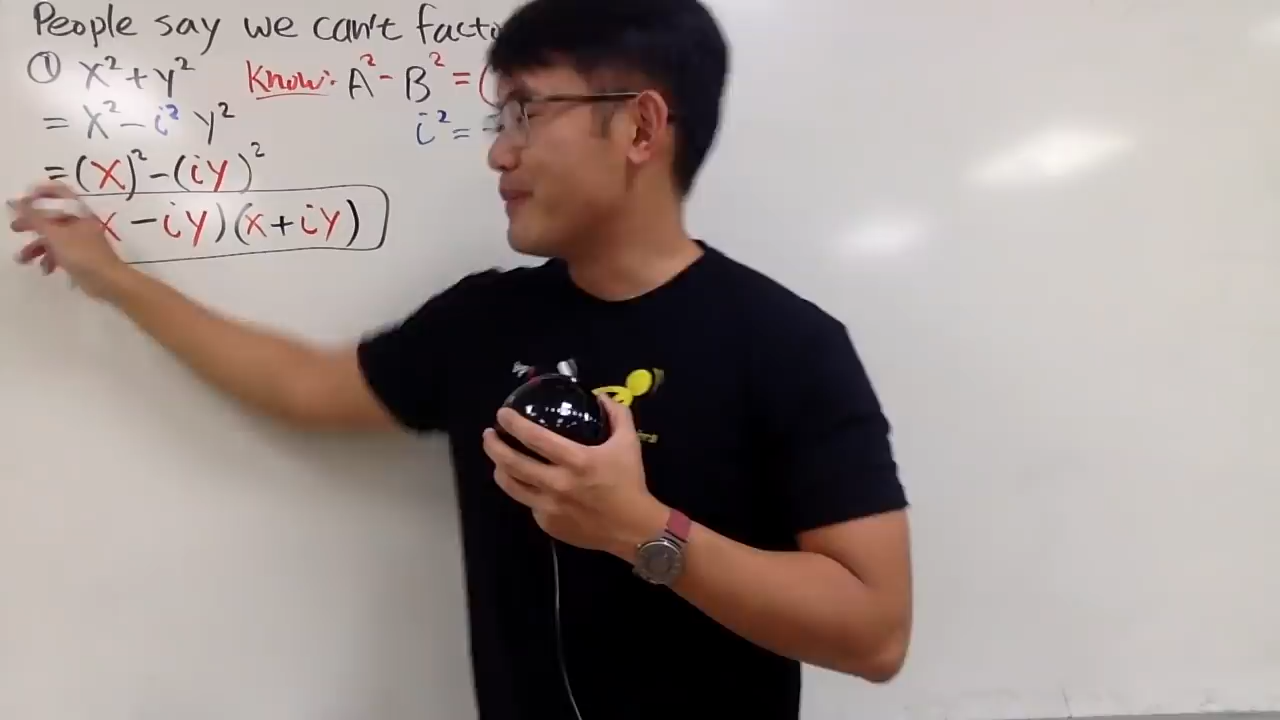 People say we can't facto
① x² + y² Know: A² - B² = (
= x² - i² y² i² = -
= (x)² - (iy)²
x - iy)(x + iy)